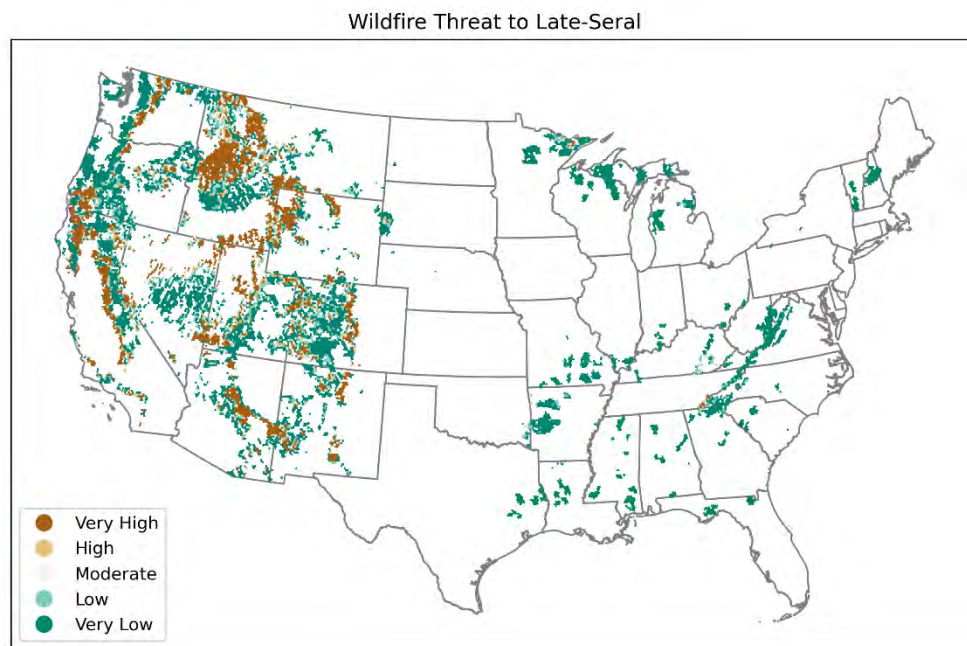 Wildfire Threat to Late-Seral
Very High
High
Moderate
Low
Very Low